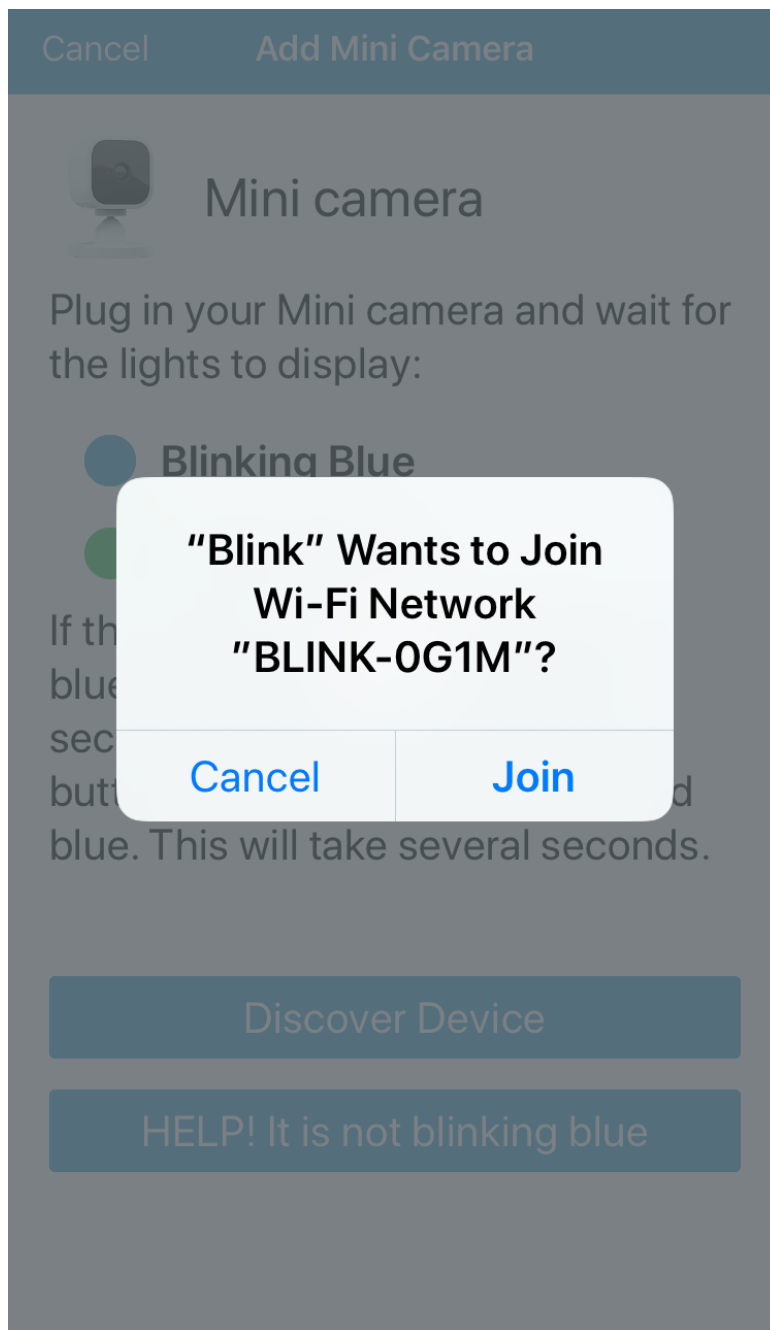 Cancel Add Mini Camera
Mini camera
Plug in your Mini camera and wait for
the lights to display:
Blinking Blue
“Blink” Wants to Join
Wi-Fi Network
“BLINK-0G1M”?
If
blue
Cancel Join
blue. This will take several seconds.
Discover Device
HELP! It is not blinking blue